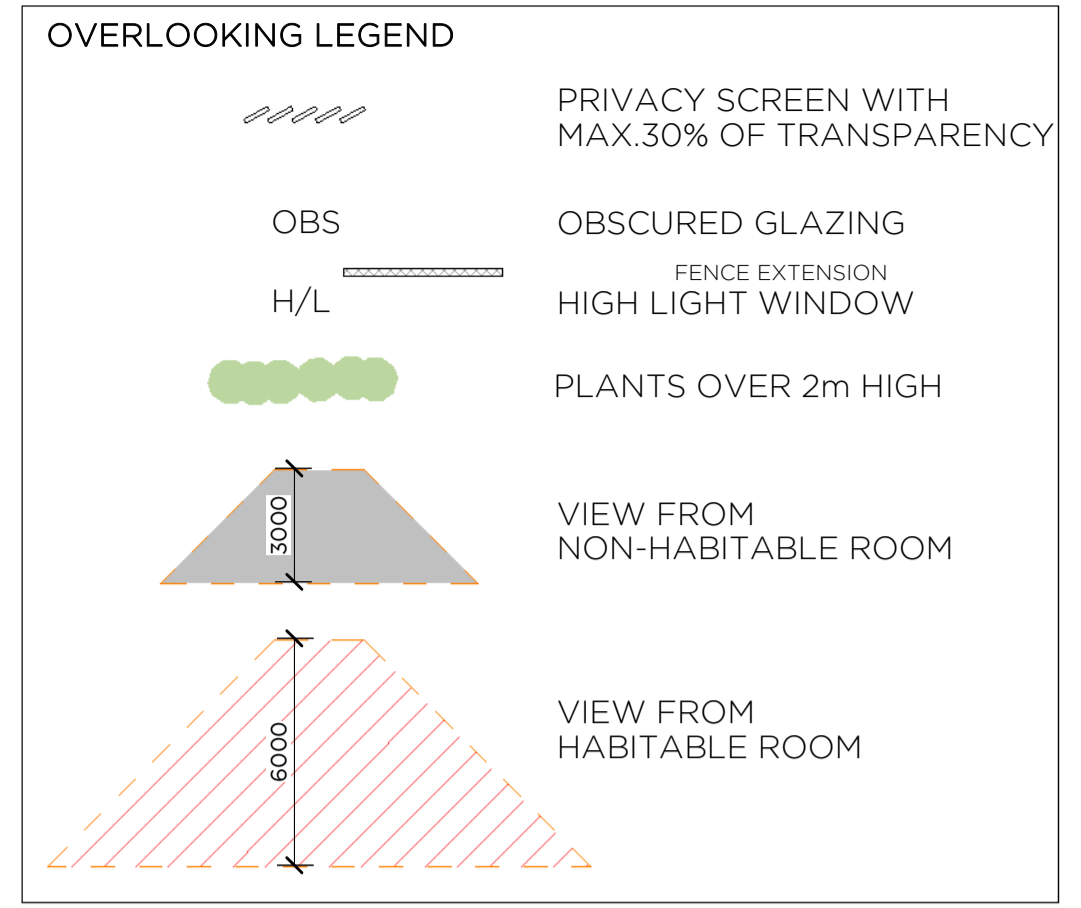 OVERLOOKING LEGEND
PRIVACY SCREEN WITH
MAX.30% OF TRANSPARENCY
OBS
OBSCURED GLAZING
FENCE EXTENSION
H/L
HIGH LIGHT WINDOW
PLANTS OVER 2m HIGH
3000
VIEW FROM
NON-HABITABLE ROOM
6000
VIEW FROM
HABITABLE ROOM